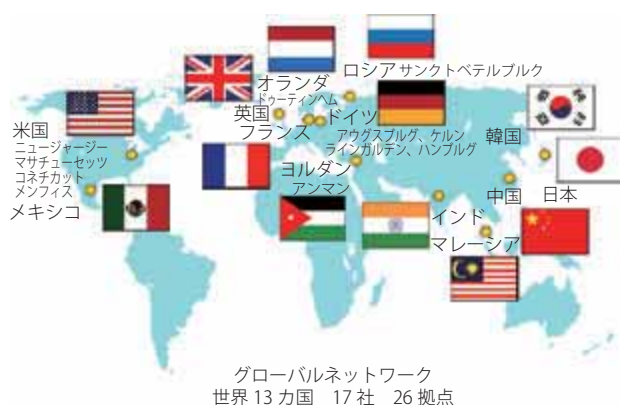 オランダ
ドゥーティンヘム
ロシア サンクトペテルブルク
英国
フランス
ドイツ
アウグスブルグ、ケルン
ラインガルデン、ハンブルグ
米国
ニュージャージー
マサチューセッツ
コネチカット
メンフィス
メキシコ
ヨルダン
アンマン
韓国
中国
日本
インド
マレーシア
グローバルネットワーク
世界 13 カ国 17 社 26 拠点